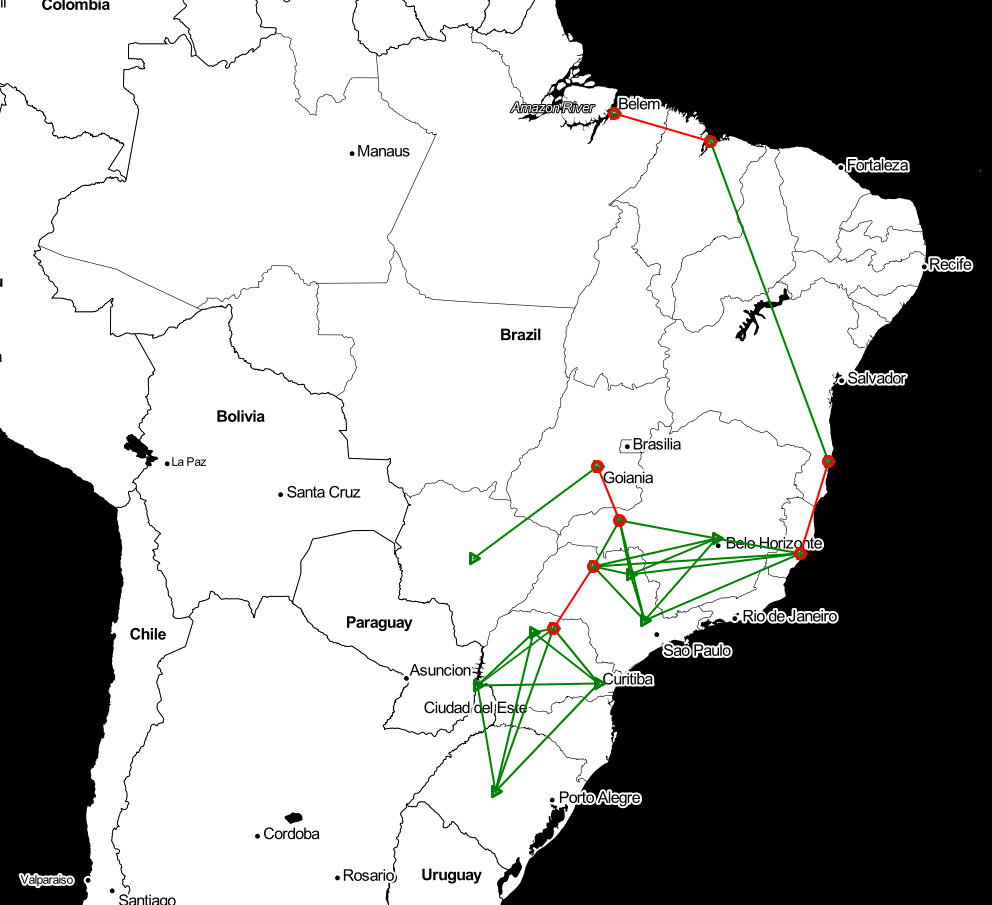 Colombia
Belem
Amazon River
Manaus
Fortaleza
Recife
Brazil
Salvador
Bolivia
Brasilia
La Paz
Goiania
Santa Cruz
Belo Horizonte
Rio de Janeiro
Paraguay
Chile
Sao Paulo
Asuncion
Curitiba
Ciudad del Este
Porto Alegre
Cordoba
Rosario
Uruguay
Valparaiso
Santiago